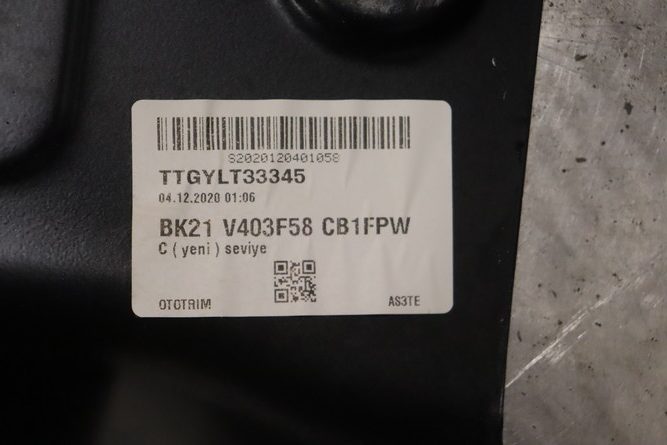 S2020120401058
TTGYLT33345
04.12.2020 01:06
BK21 V403F58 CB1FPW
C ( yeni ) seviye
OTOTRIM
AS3TE